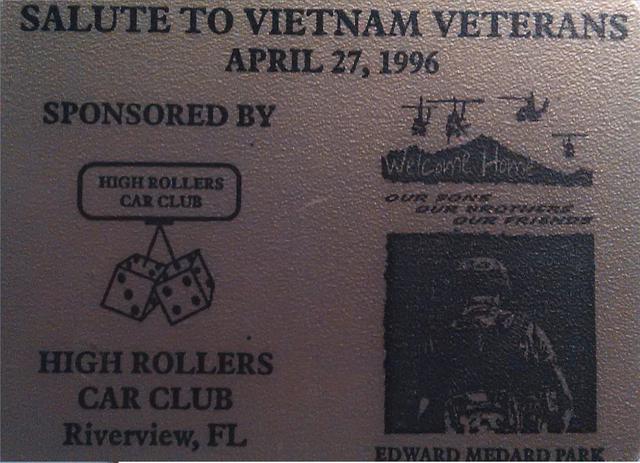 SALUTE TO VIETNAM VETERANS
APRIL 27, 1996
SPONSORED BY
HIGH ROLLERS
CAR CLUB
HIGH ROLLERS
CAR CLUB
Riverview, FL
Welcome Home
OUR SONS
OUR BROTHERS
OUR FRIENDS
EDWARD MEDARD PARK